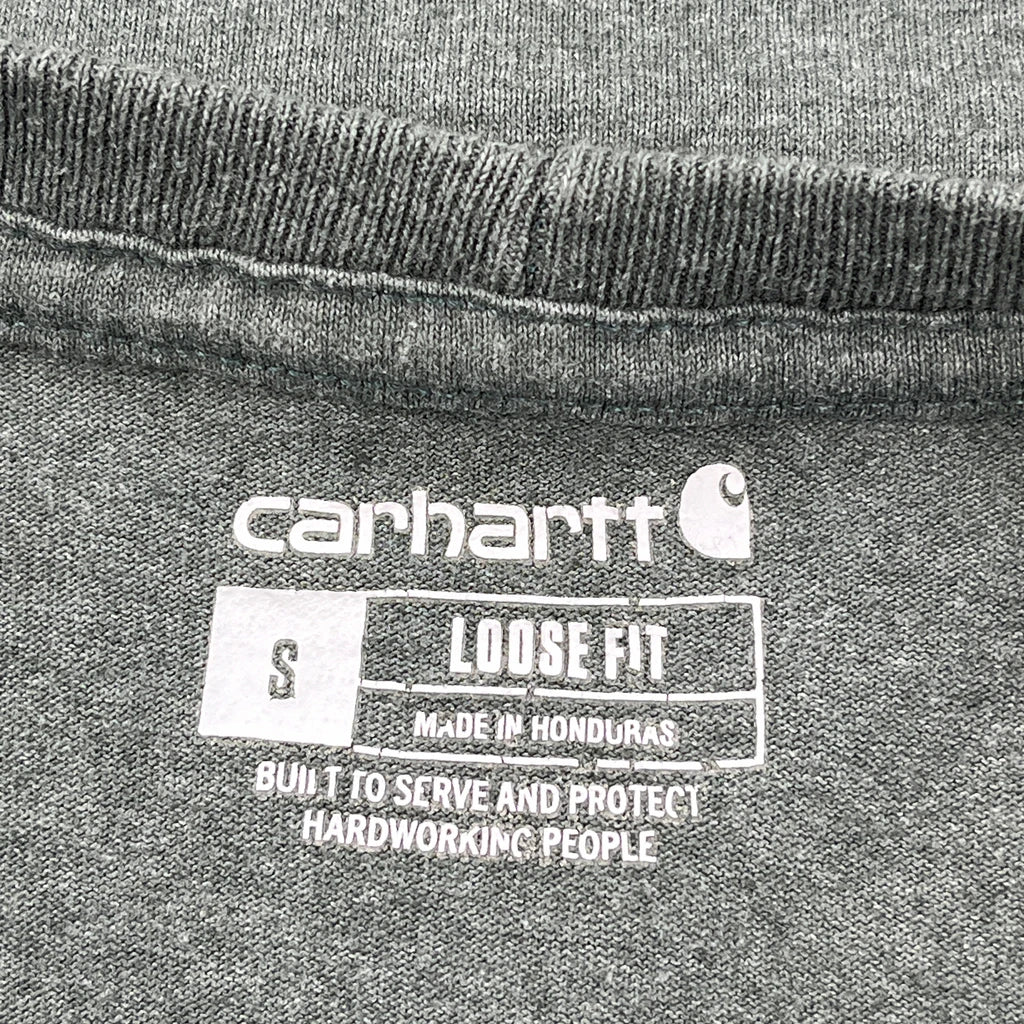 carhartt
S
LOOSE FIT
MADE IN HONDURAS
BUILT TO SERVE AND PROTECT
HARDWORKING PEOPLE